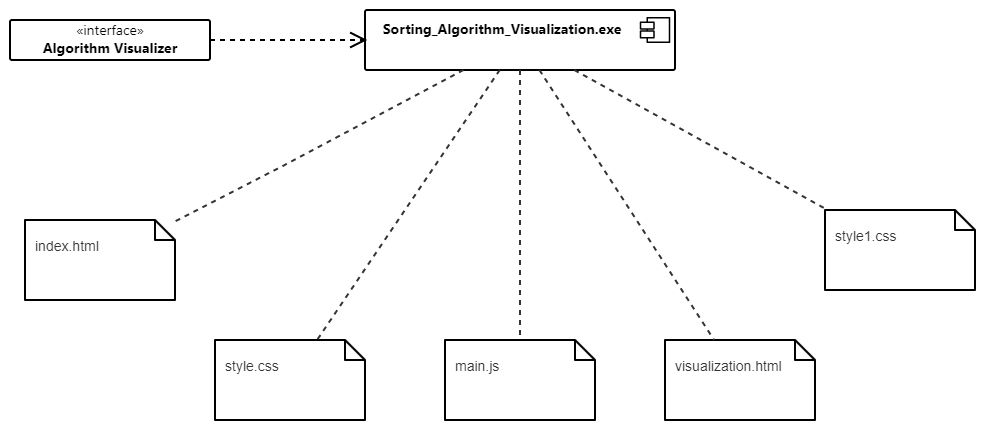 «interface»
Algorithm Visualizer
Sorting_Algorithm_Visualization.exe
index.html
style1.css
style.css
main.js
visualization.html